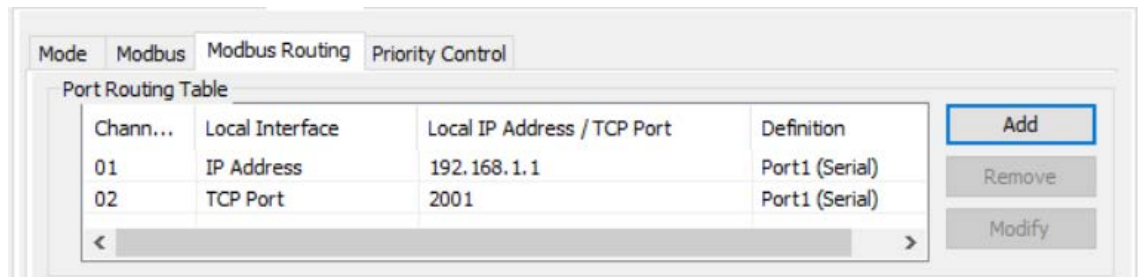 Mode Modbus Modbus Routing Priority Control
Port Routing Table
Chann... Local Interface Local IP Address / TCP Port Definition
01 IP Address 192.168.1.1 Port1 (Serial)
02 TCP Port 2001 Port1 (Serial)
Add
Remove
Modify